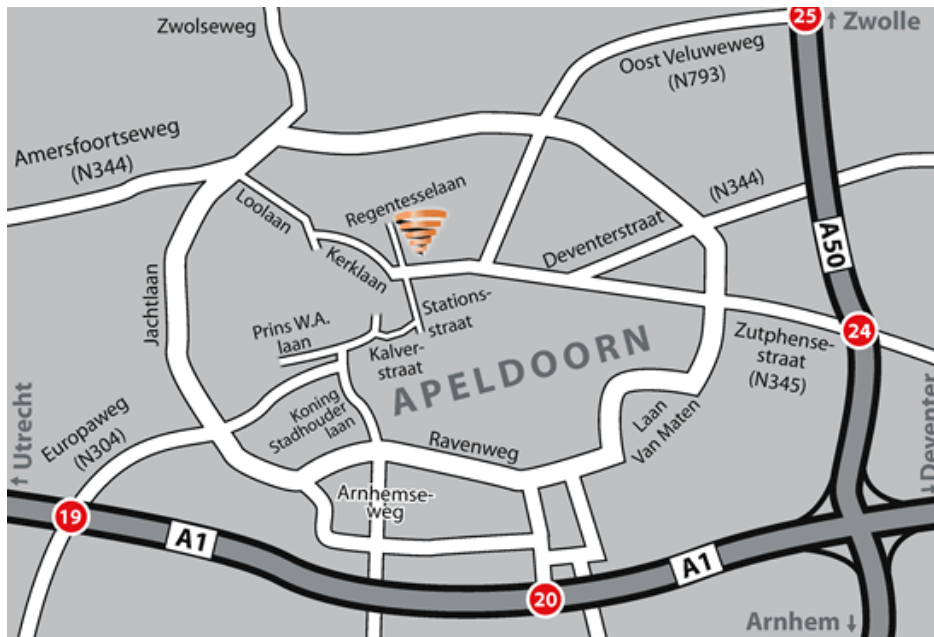 25
↑ Zwolle
Zwolseweg
Oost Veluweweg
(N793)
Amersfoortseweg
(N344)
Regentesselaan
(N344)
Loolaan
Deventerstraat
A50
Kerklaan
Jachtlaan
Stations-
straat
Prins W.A.
laan
24
Kalver-
straat
Zutphense-
straat
(N345)
APELDOORN
↑ Utrecht
Europaweg
(N304)
Koning
Stadhouder
laan
Laan
Van Maten
↓ Deventer
Ravenweg
Arnhemse-
weg
19
A1
A1
20
Arnhem ↓